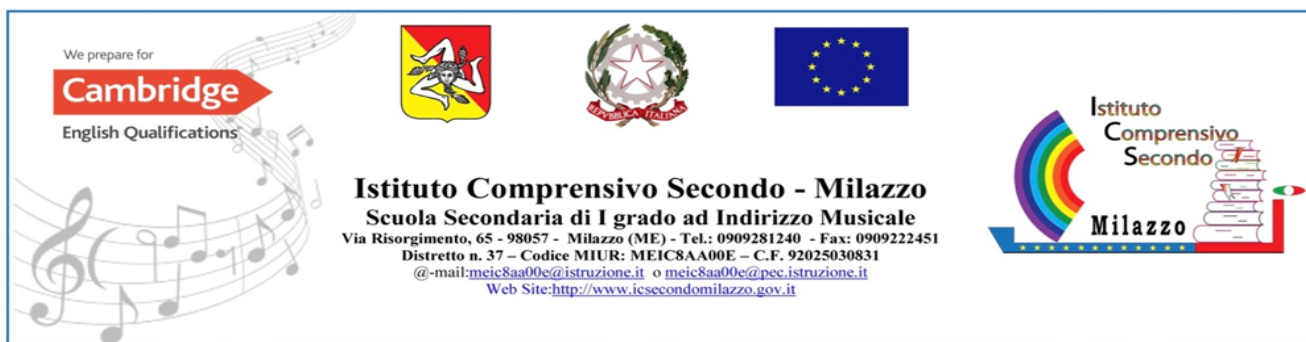 We prepare for
Cambridge
English Qualifications
REPVBBLICA ITALIANA
Istituto Comprensivo Secondo - Milazzo
Scuola Secondaria di I grado ad Indirizzo Musicale
Via Risorgimento, 65 - 98057 - Milazzo (ME) - Tel.: 0909281240 - Fax: 0909222451
Distretto n. 37 – Codice MIUR: MEIC8AA00E – C.F. 92025030831
@-mail:meic8aa00e@istruzione.it o meic8aa00e@pec.istruzione.it
Web Site:http://www.icsecondomilazzo.gov.it
Istituto
Comprensivo
Secondo
Milazzo